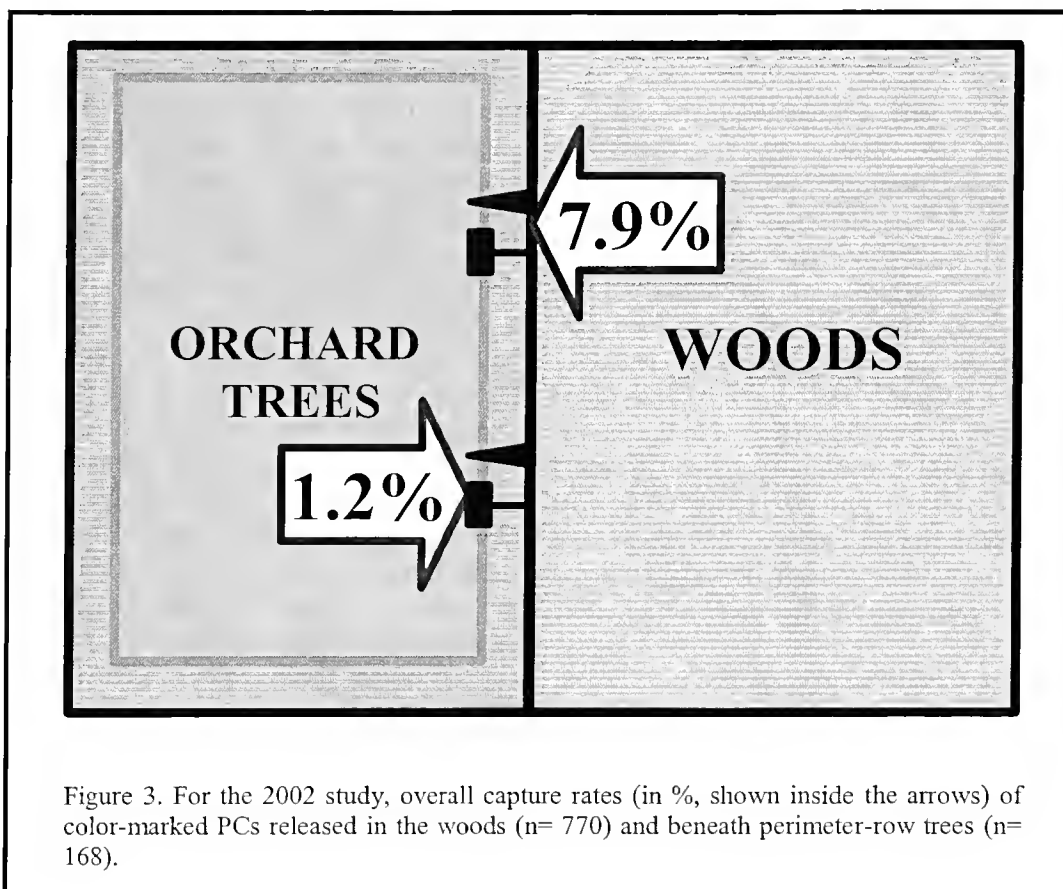 7.9%
ORCHARD
TREES
WOODS
1.2%
Figure 3. For the 2002 study, overall capture rates (in %, shown inside the arrows) of
color-marked PCs released in the woods (n= 770) and beneath perimeter-row trees (n=
168).